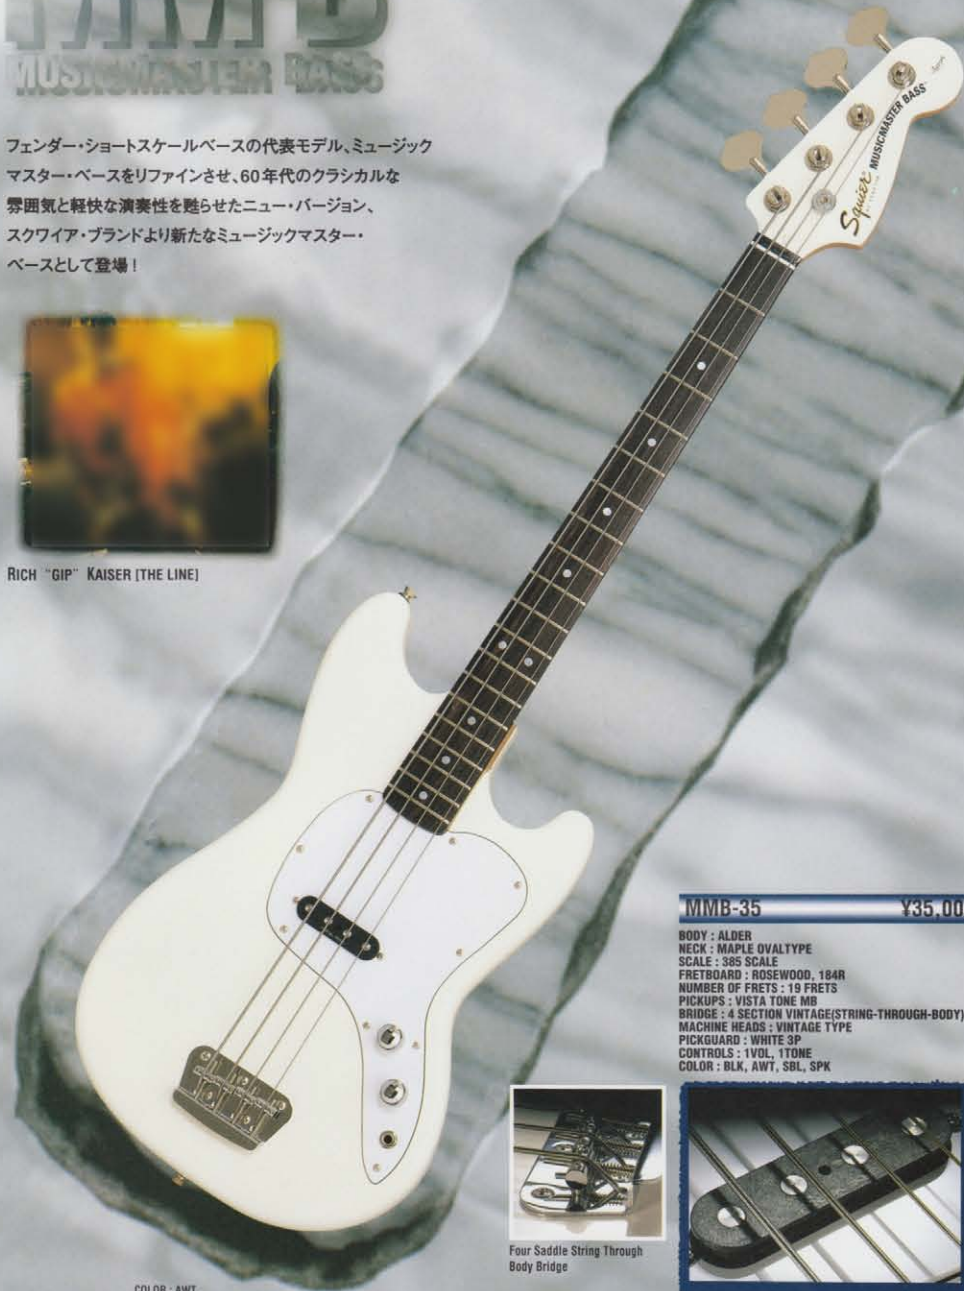 MMB
MUSICMASTER BASS
フェンダー・ショートスケールベースの代表モデル、ミュージック
マスター・ベースをリファインさせ、60年代のクラシカルな
雰囲気と軽快な演奏性を甦らせたニュー・バージョン、
スクワイア・ブランドより新たなミュージックマスター・
ベースとして登場！
Squier MUSICMASTER BASS
RICH "GIP" KAISER [THE LINE]
MMB-35 ¥35,00
BODY : ALDER
NECK : MAPLE OVALTYPE
SCALE : 385 SCALE
FRETBOARD : ROSEWOOD, 184R
NUMBER OF FRETS : 19 FRETS
PICKUPS : VISTA TONE MB
BRIDGE : 4 SECTION VINTAGE(STRING-THROUGH-BODY)
MACHINE HEADS : VINTAGE TYPE
PICKGUARD : WHITE 3P
CONTROLS : 1VOL, 1TONE
COLOR : BLK, AWT, SBL, SPK
Four Saddle String Through
Body Bridge
COLOR : AWT